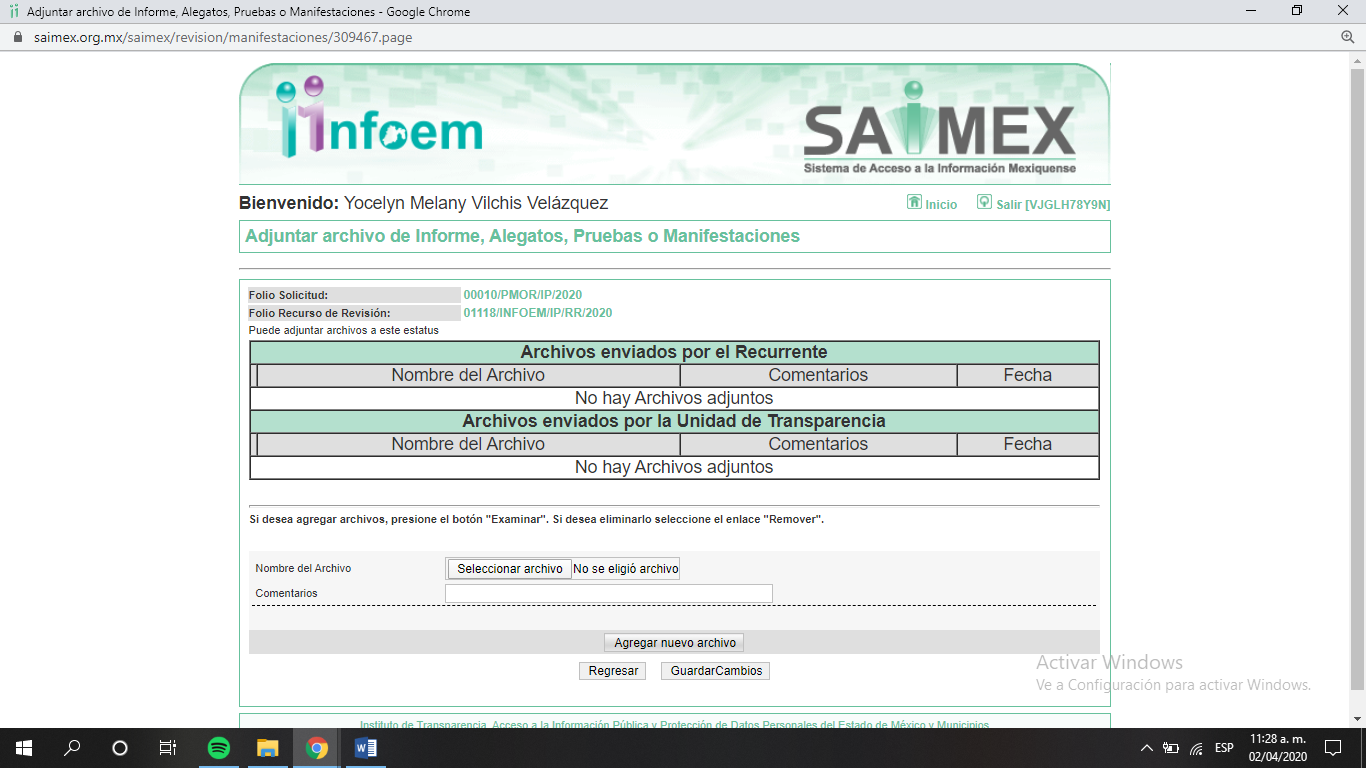 Adjuntar archivo de Informe, Alegatos, Pruebas o Manifestaciones - Google Chrome
saimex.org.mx/saimex/revision/manifestaciones/309467.page
infoem
SAIMEX
Sistema de Acceso a la Información Mexiquense
Bienvenido: Yocelyn Melany Vilchis Velázquez
Inicio
Salir [VJGLH78Y9N]
Adjuntar archivo de Informe, Alegatos, Pruebas o Manifestaciones
Folio Solicitud: 00010/PMOR/IP/2020
Folio Recurso de Revisión: 01118/INFOEM/IP/RR/2020
Puede adjuntar archivos a este estatus
Archivos enviados por el Recurrente
Nombre del Archivo Comentarios Fecha
No hay Archivos adjuntos
Archivos enviados por la Unidad de Transparencia
Nombre del Archivo Comentarios Fecha
No hay Archivos adjuntos
Si desea agregar archivos, presione el botón "Examinar". Si desea eliminarlo seleccione el enlace "Remover".
Nombre del Archivo Seleccionar archivo No se eligió archivo
Comentarios
Agregar nuevo archivo
Regresar GuardarCambios
Activar Windows
Ve a Configuración para activar Windows.
Instituto de Transparencia, Acceso a la Información Pública y Protección de Datos Personales del Estado de México y Municipios
ESP
11:28 a. m.
02/04/2020